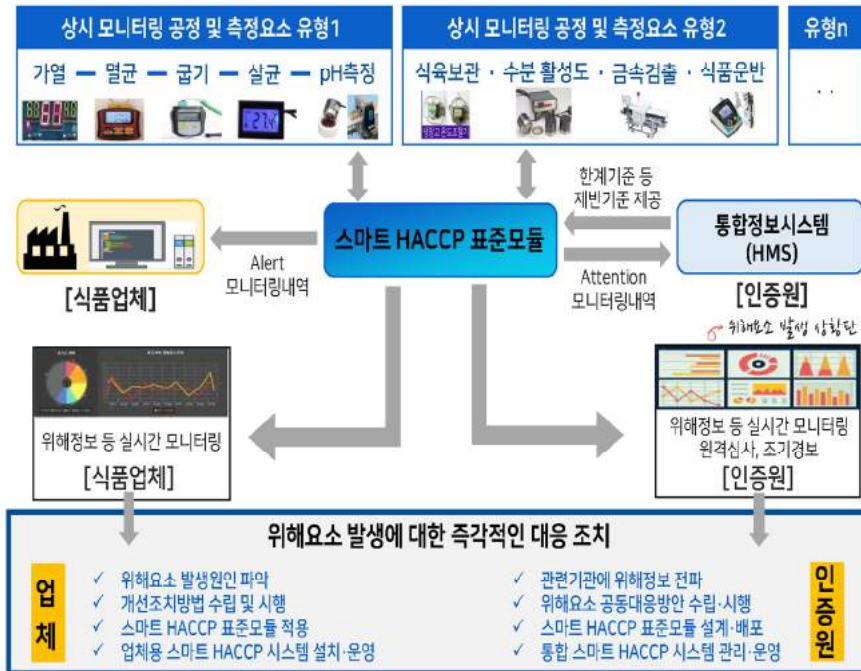 상시 모니터링 공정 및 측정요소 유형1
가열 ― 멸균 ― 굽기 ― 살균 ― pH측정
상시 모니터링 공정 및 측정요소 유형2
식육보관 · 수분 활성도 · 금속검출 · 식품운반
냉장고온도조절기
유형n
. .
스마트 HACCP 표준모듈
한계기준 등
제반기준 제공
통합정보시스템
(HMS)
[인증원]
Alert
모니터링내역
[식품업체]
Attention
모니터링내역
위해요소 발생 상황단
위해정보 등 실시간 모니터링
[식품업체]
위해정보 등 실시간 모니터링
원격심사, 조기경보
[인증원]
위해요소 발생에 대한 즉각적인 대응 조치
업체
✓ 위해요소 발생원인 파악
✓ 개선조치방법 수립 및 시행
✓ 스마트 HACCP 표준모듈 적용
✓ 업체용 스마트 HACCP 시스템 설치·운영
✓ 관련기관에 위해정보 전파
✓ 위해요소 공동대응방안 수립·시행
✓ 스마트 HACCP 표준모듈 설계·배포
✓ 통합 스마트 HACCP 시스템 관리·운영
인증원